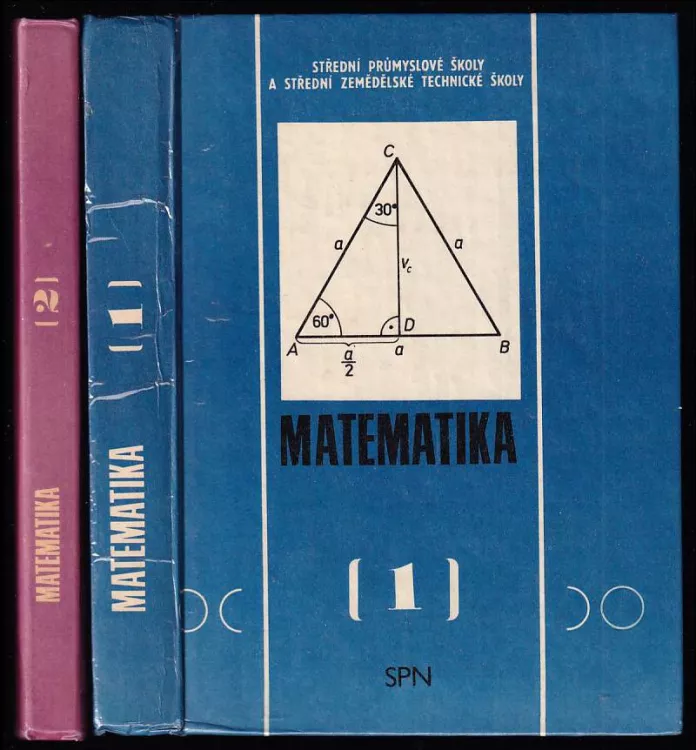 MATEMATIKA (2)
MATEMATIKA (1)
STŘEDNÍ PRŮMYSLOVÉ ŠKOLY
A STŘEDNÍ ZEMĚDĚLSKÉ TECHNICKÉ ŠKOLY
C
30°
a
a
v_c
60°
D
A
a/2
a
B
MATEMATIKA
(1)
SPN